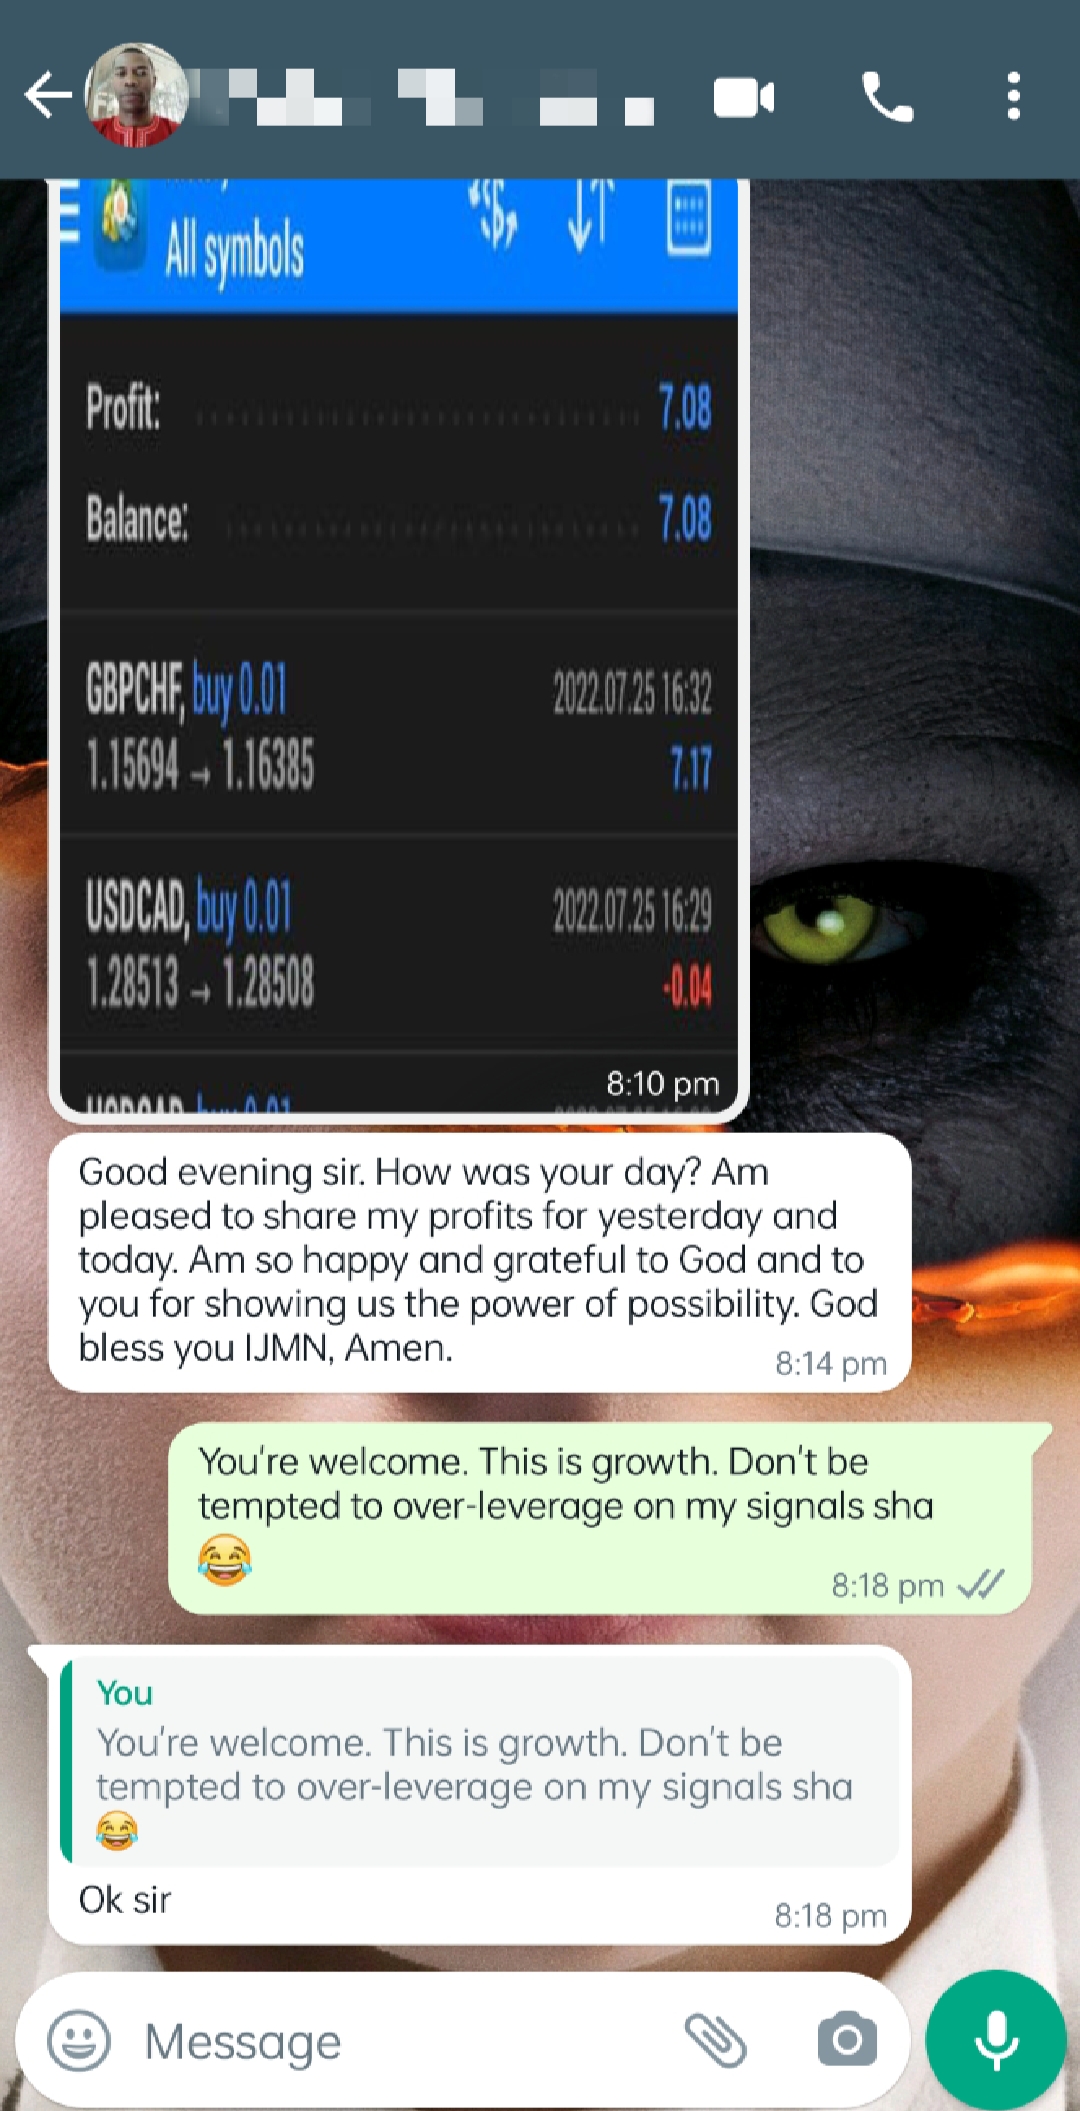 All symbols
Profit: 7.08
Balance: 7.08
GBPCHF, buy 0.01 2022.07.25 16:32
1.15694 → 1.16385 7.17
USDCAD, buy 0.01 2022.07.25 16:29
1.28513 → 1.28508 -0.04
8:10 pm
Good evening sir. How was your day? Am
pleased to share my profits for yesterday and
today. Am so happy and grateful to God and to
you for showing us the power of possibility. God
bless you IJMN, Amen.
8:14 pm
You're welcome. This is growth. Don't be
tempted to over-leverage on my signals sha
😂
8:18 pm
You
You're welcome. This is growth. Don't be
tempted to over-leverage on my signals sha
😂
Ok sir
8:18 pm
Message